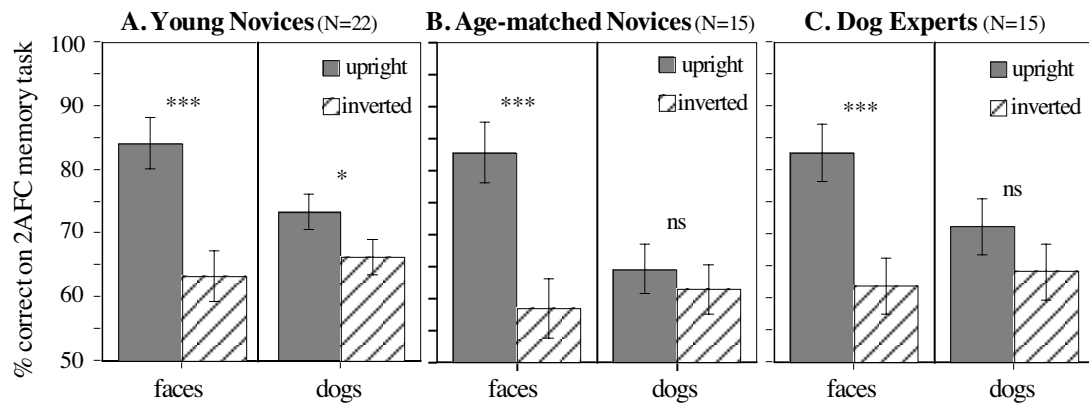 A. Young Novices (N=22) B. Age-matched Novices (N=15) C. Dog Experts (N=15)
% correct on 2AFC memory task
100
90
80
70
60
50
upright
inverted
***
*
faces dogs
upright
inverted
***
ns
faces dogs
upright
inverted
***
ns
faces dogs